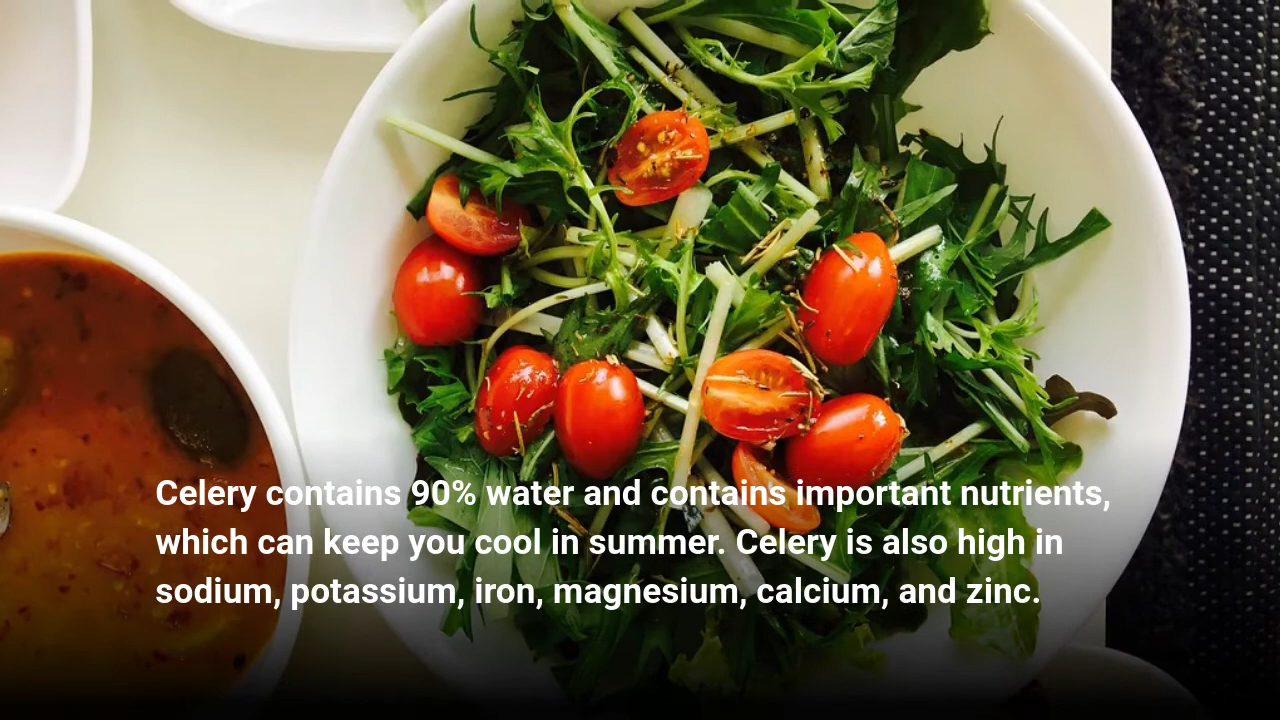 Celery contains 90% water and contains important nutrients,
which can keep you cool in summer. Celery is also high in
sodium, potassium, iron, magnesium, calcium, and zinc.